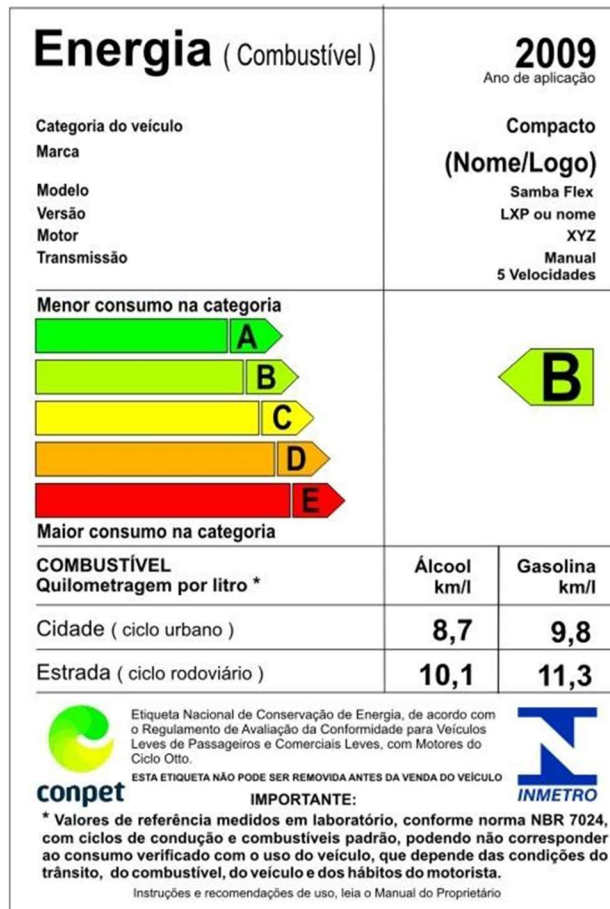 Energia ( Combustível )
2009
Ano de aplicação
Categoria do veículo
Compacto
Marca
(Nome/Logo)
Modelo
Samba Flex
Versão
LXP ou nome
Motor
XYZ
Transmissão
Manual
5 Velocidades
Menor consumo na categoria
A
B
C
D
E
B
Maior consumo na categoria
COMBUSTÍVEL
Quilometragem por litro *
Álcool
km/l
Gasolina
km/l
Cidade ( ciclo urbano )
8,7
9,8
Estrada ( ciclo rodoviário )
10,1
11,3
conpet
Etiqueta Nacional de Conservação de Energia, de acordo com
o Regulamento de Avaliação da Conformidade para Veículos
Leves de Passageiros e Comerciais Leves, com Motores do
Ciclo Otto.
ESTA ETIQUETA NÃO PODE SER REMOVIDA ANTES DA VENDA DO VEÍCULO
INMETRO
IMPORTANTE:
* Valores de referência medidos em laboratório, conforme norma NBR 7024,
com ciclos de condução e combustíveis padrão, podendo não corresponder
ao consumo verificado com o uso do veículo, que depende das condições do
trânsito, do combustível, do veículo e dos hábitos do motorista.
Instruções e recomendações de uso, leia o Manual do Proprietário